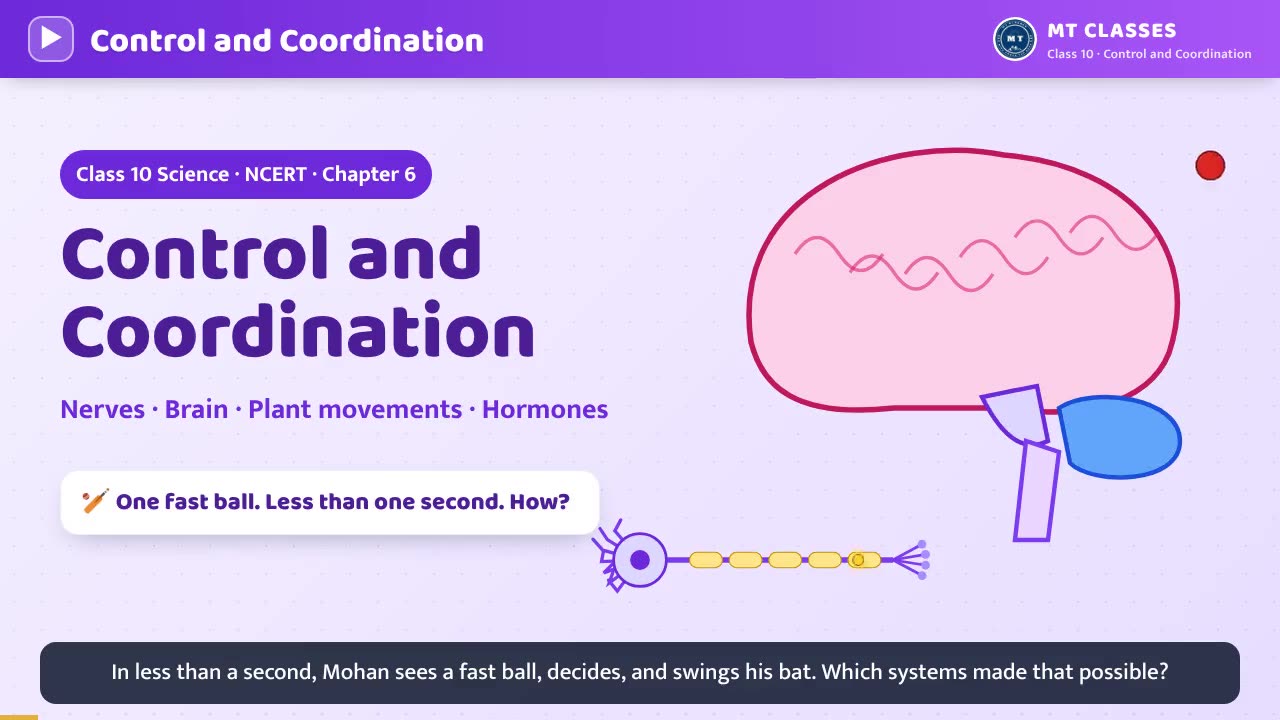 Control and Coordination
MT
MT CLASSES
Class 10 · Control and Coordination
Class 10 Science · NCERT · Chapter 6
Control and
Coordination
Nerves · Brain · Plant movements · Hormones
One fast ball. Less than one second. How?
In less than a second, Mohan sees a fast ball, decides, and swings his bat. Which systems made that possible?